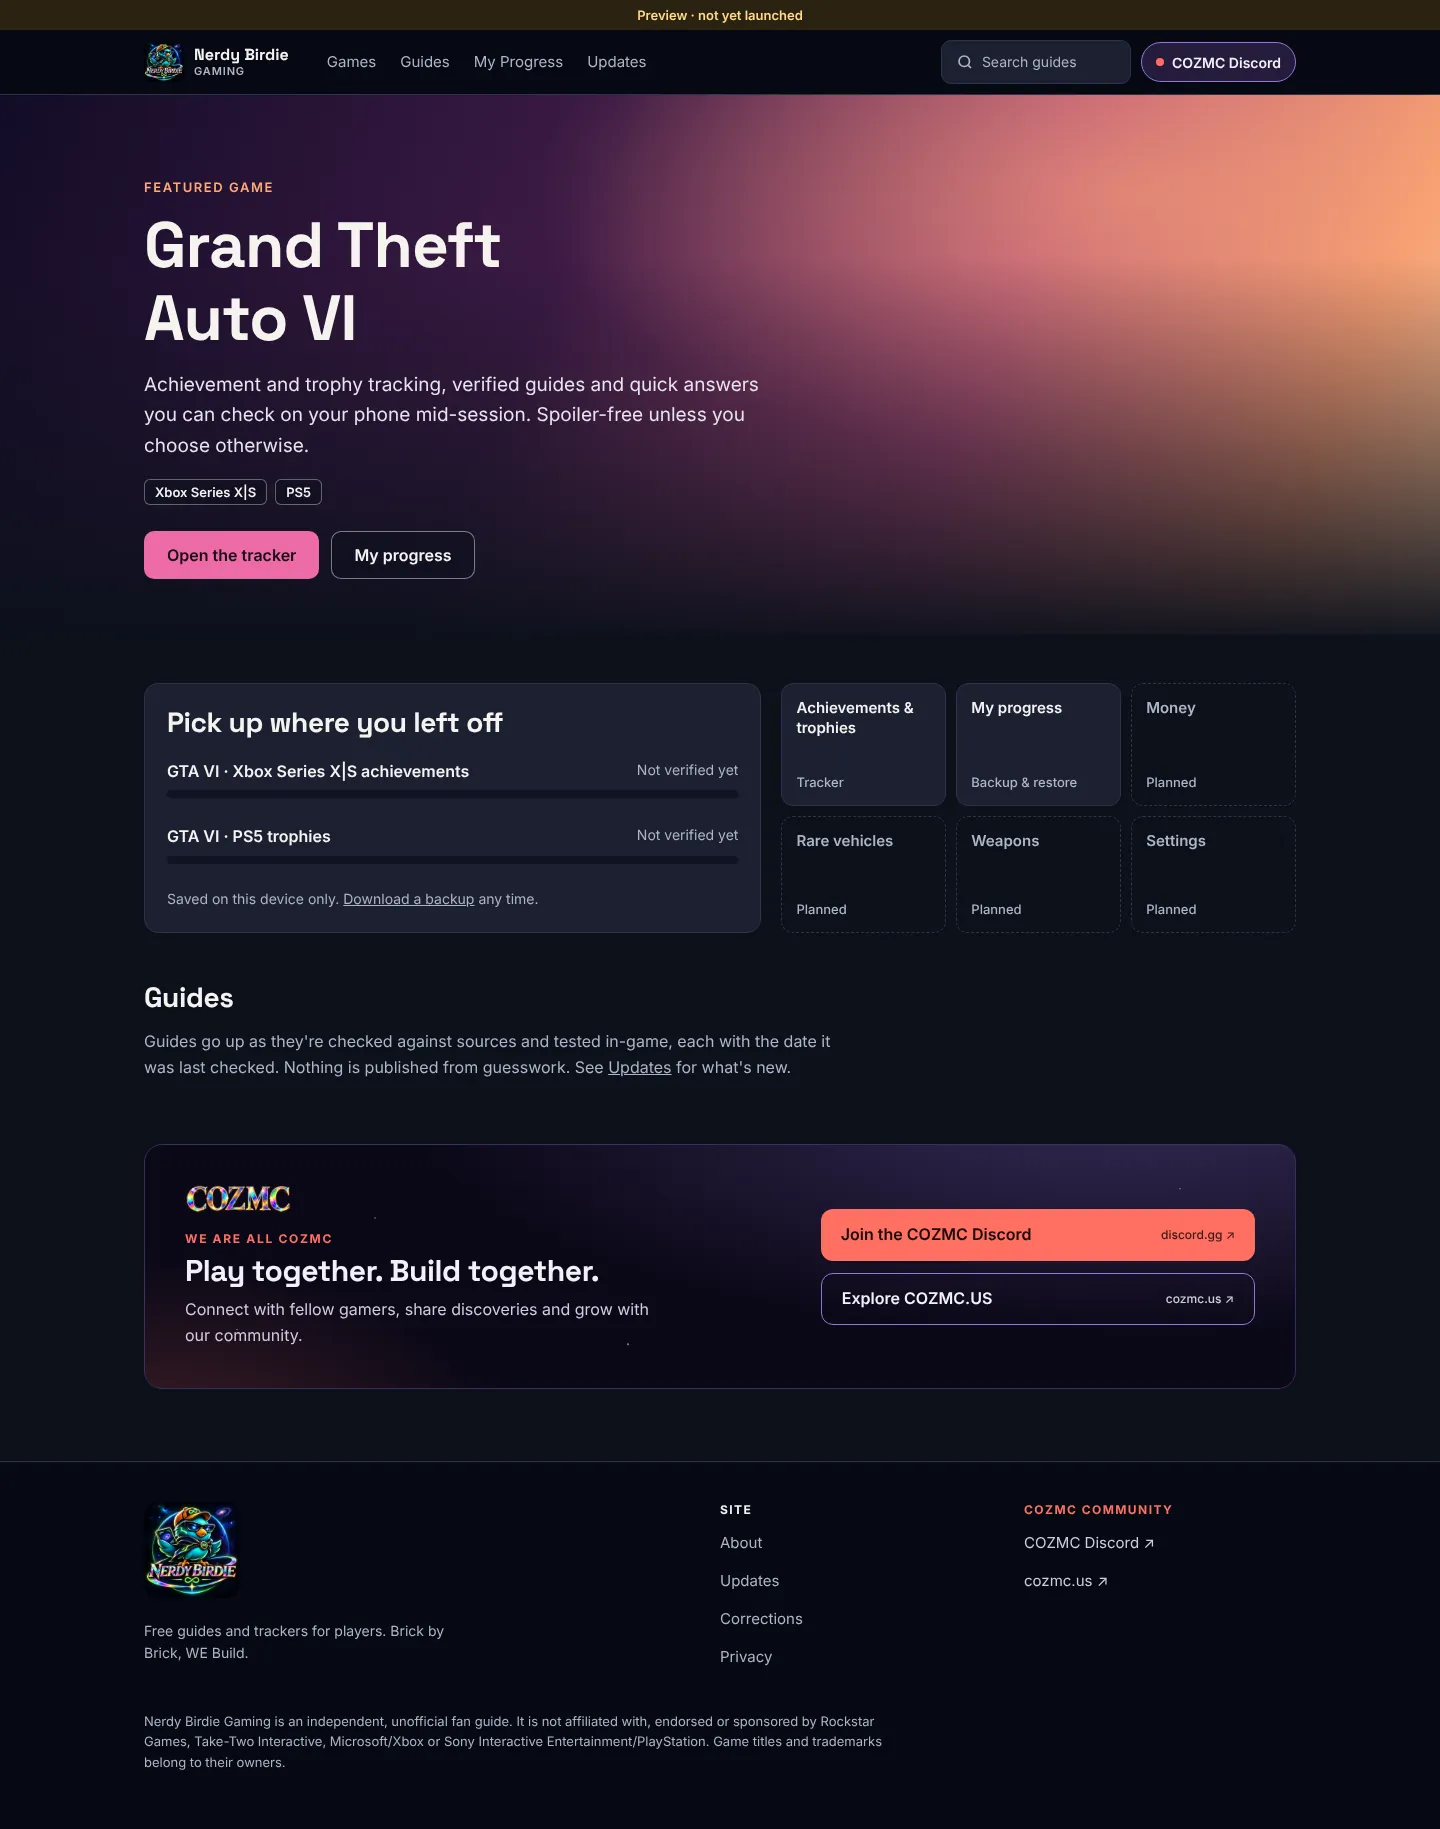 Preview · not yet launched
Nerdy Birdie
GAMING
Games
Guides
My Progress
Updates
Search guides
COZMC Discord
FEATURED GAME
Grand Theft
Auto VI
Achievement and trophy tracking, verified guides and quick answers
you can check on your phone mid-session. Spoiler-free unless you
choose otherwise.
Xbox Series X|S
PS5
Open the tracker
My progress
Pick up where you left off
GTA VI · Xbox Series X|S achievements
Not verified yet
GTA VI · PS5 trophies
Not verified yet
Saved on this device only. Download a backup any time.
Achievements &
trophies
Tracker
My progress
Backup & restore
Money
Planned
Rare vehicles
Planned
Weapons
Planned
Settings
Planned
Guides
Guides go up as they're checked against sources and tested in-game, each with the date it
was last checked. Nothing is published from guesswork. See Updates for what's new.
COZMC
WE ARE ALL COZMC
Play together. Build together.
Connect with fellow gamers, share discoveries and grow with
our community.
Join the COZMC Discord
discord.gg ↗
Explore COZMC.US
cozmc.us ↗
NERDY BIRDIE
Free guides and trackers for players. Brick by
Brick, WE Build.
SITE
About
Updates
Corrections
Privacy
COZMC COMMUNITY
COZMC Discord ↗
cozmc.us ↗
Nerdy Birdie Gaming is an independent, unofficial fan guide. It is not affiliated with, endorsed or sponsored by Rockstar
Games, Take-Two Interactive, Microsoft/Xbox or Sony Interactive Entertainment/PlayStation. Game titles and trademarks
belong to their owners.